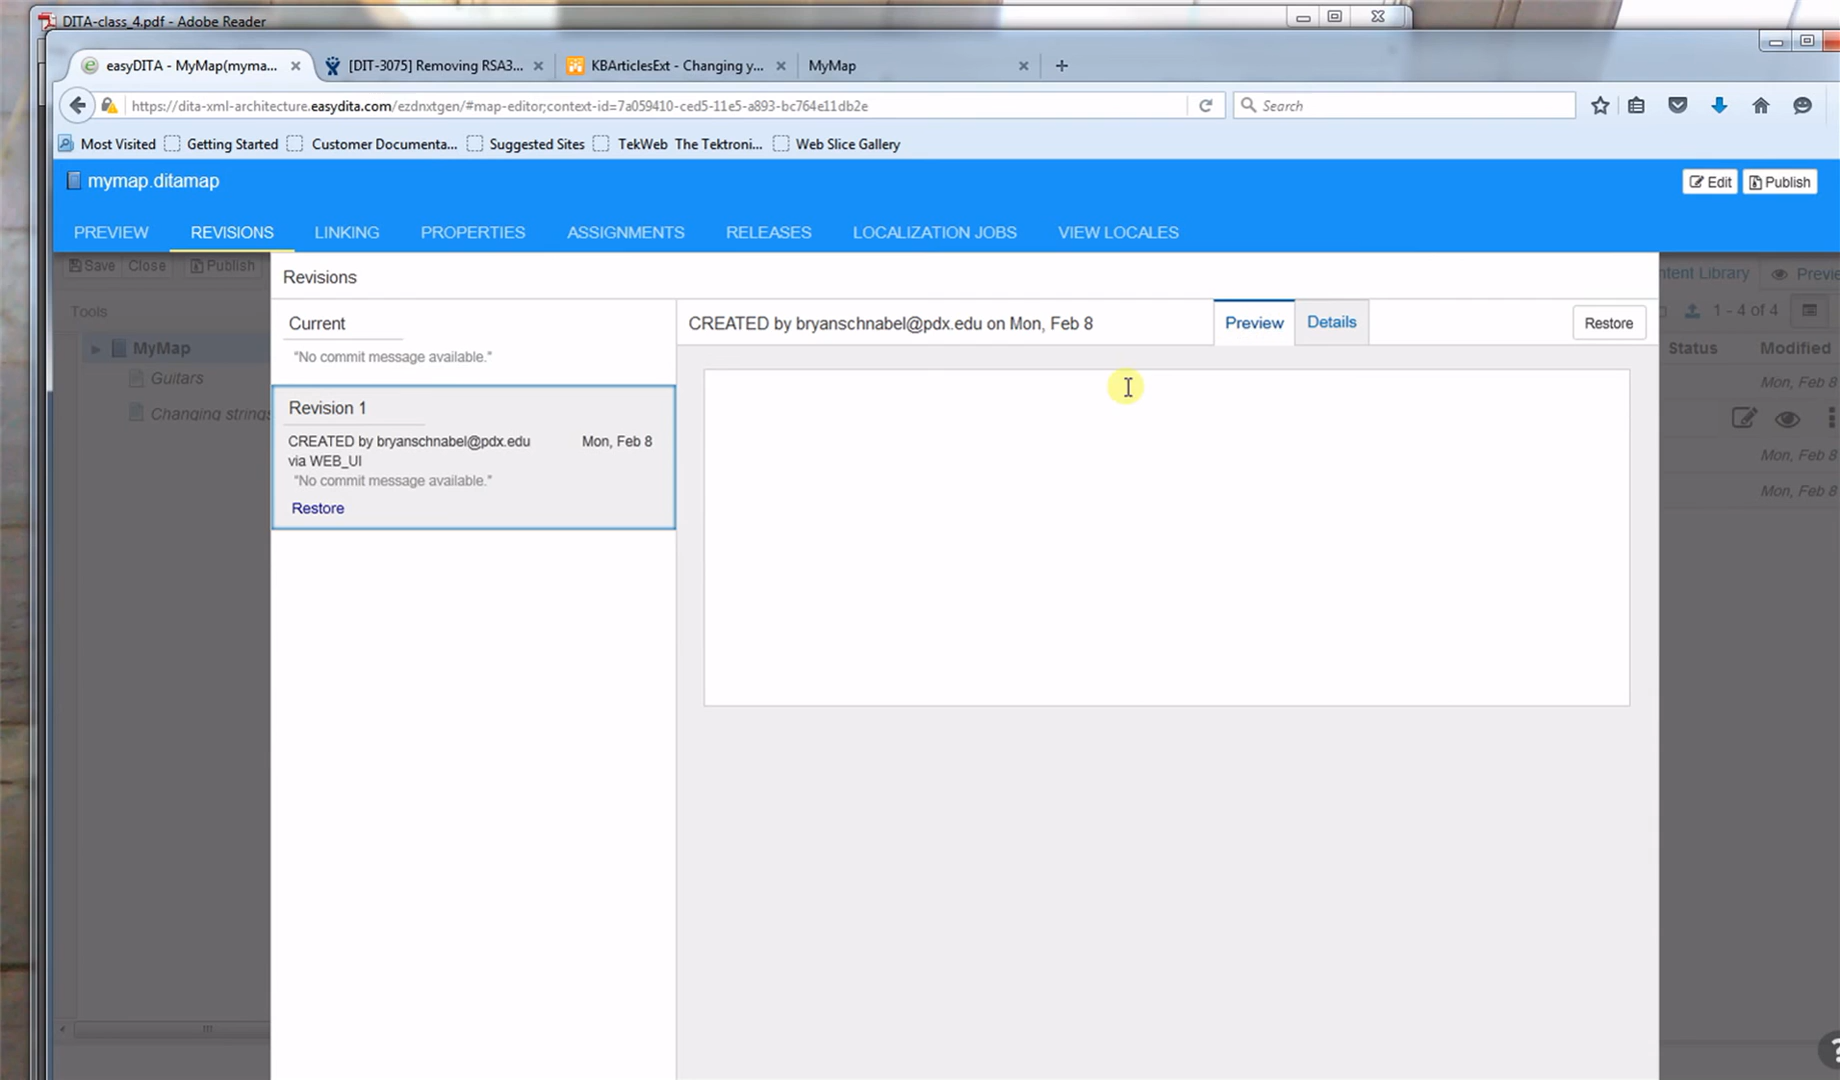 DITA-class_4.pdf - Adobe Reader
easyDITA - MyMap(myma...
[DIT-3075] Removing RSA3...
KBArticlesExt - Changing y...
MyMap
https://dita-xml-architecture.easydita.com/ezdnxtgen/#map-editor;context-id=7a059410-ced5-11e5-a893-bc764e11db2e
Search
Most Visited
Getting Started
Customer Documenta...
Suggested Sites
TekWeb The Tektroni...
Web Slice Gallery
mymap.ditamap
Edit
Publish
PREVIEW
REVISIONS
LINKING
PROPERTIES
ASSIGNMENTS
RELEASES
LOCALIZATION JOBS
VIEW LOCALES
Save
Close
Publish
Revisions
ntent Library
Previe
Tools
1 - 4 of 4
Current
"No commit message available."
CREATED by bryanschnabel@pdx.edu on Mon, Feb 8
Preview
Details
Restore
MyMap
Status
Modified
Guitars
Mon, Feb 8
Changing strings
Revision 1
CREATED by bryanschnabel@pdx.edu
Mon, Feb 8
via WEB_UI
"No commit message available."
Restore
Mon, Feb 8
Mon, Feb 8